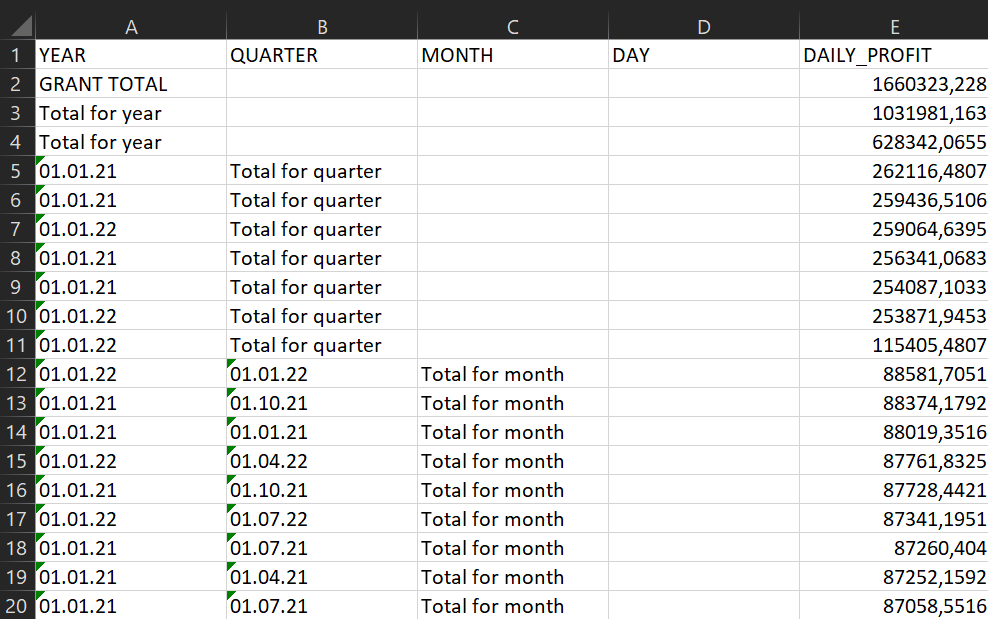 A B C D E
1 YEAR QUARTER MONTH DAY DAILY_PROFIT
2 GRANT TOTAL 1660323,228
3 Total for year 1031981,163
4 Total for year 628342,0655
5 01.01.21 Total for quarter 262116,4807
6 01.01.21 Total for quarter 259436,5106
7 01.01.22 Total for quarter 259064,6395
8 01.01.21 Total for quarter 256341,0683
9 01.01.21 Total for quarter 254087,1033
10 01.01.22 Total for quarter 253871,9453
11 01.01.22 Total for quarter 115405,4807
12 01.01.22 01.01.22 Total for month 88581,7051
13 01.01.21 01.10.21 Total for month 88374,1792
14 01.01.21 01.01.21 Total for month 88019,3516
15 01.01.22 01.04.22 Total for month 87761,8325
16 01.01.21 01.10.21 Total for month 87728,4421
17 01.01.22 01.07.22 Total for month 87341,1951
18 01.01.21 01.07.21 Total for month 87260,404
19 01.01.21 01.04.21 Total for month 87252,1592
20 01.01.21 01.07.21 Total for month 87058,5516